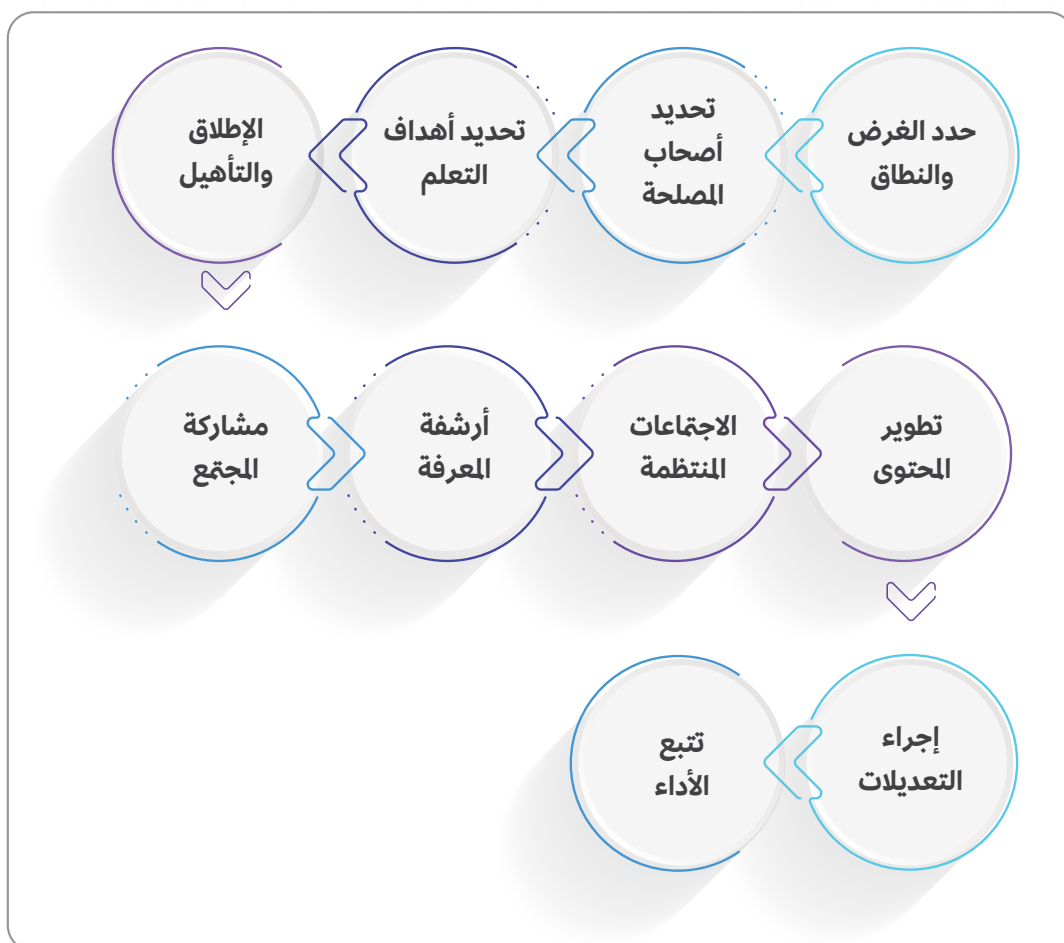 حدد الغرض
والنطاق
تحديد
أصحاب
المصلحة
تحديد أهداف
التعلم
الإطلاق
والتأهيل
مشاركة
المجتمع
أرشفة
المعرفة
الاجتماعات
المنتظمة
تطوير
المحتوى
إجراء
التعديلات
تتبع
الأداء